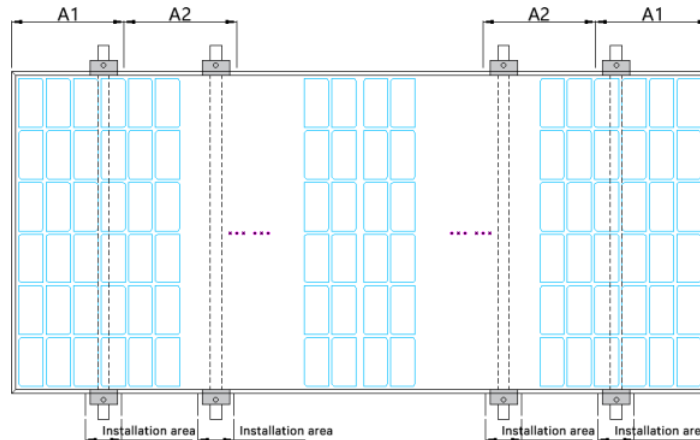 A1 A2 A2 A1
...... ......
Installation area Installation area Installation area Installation area